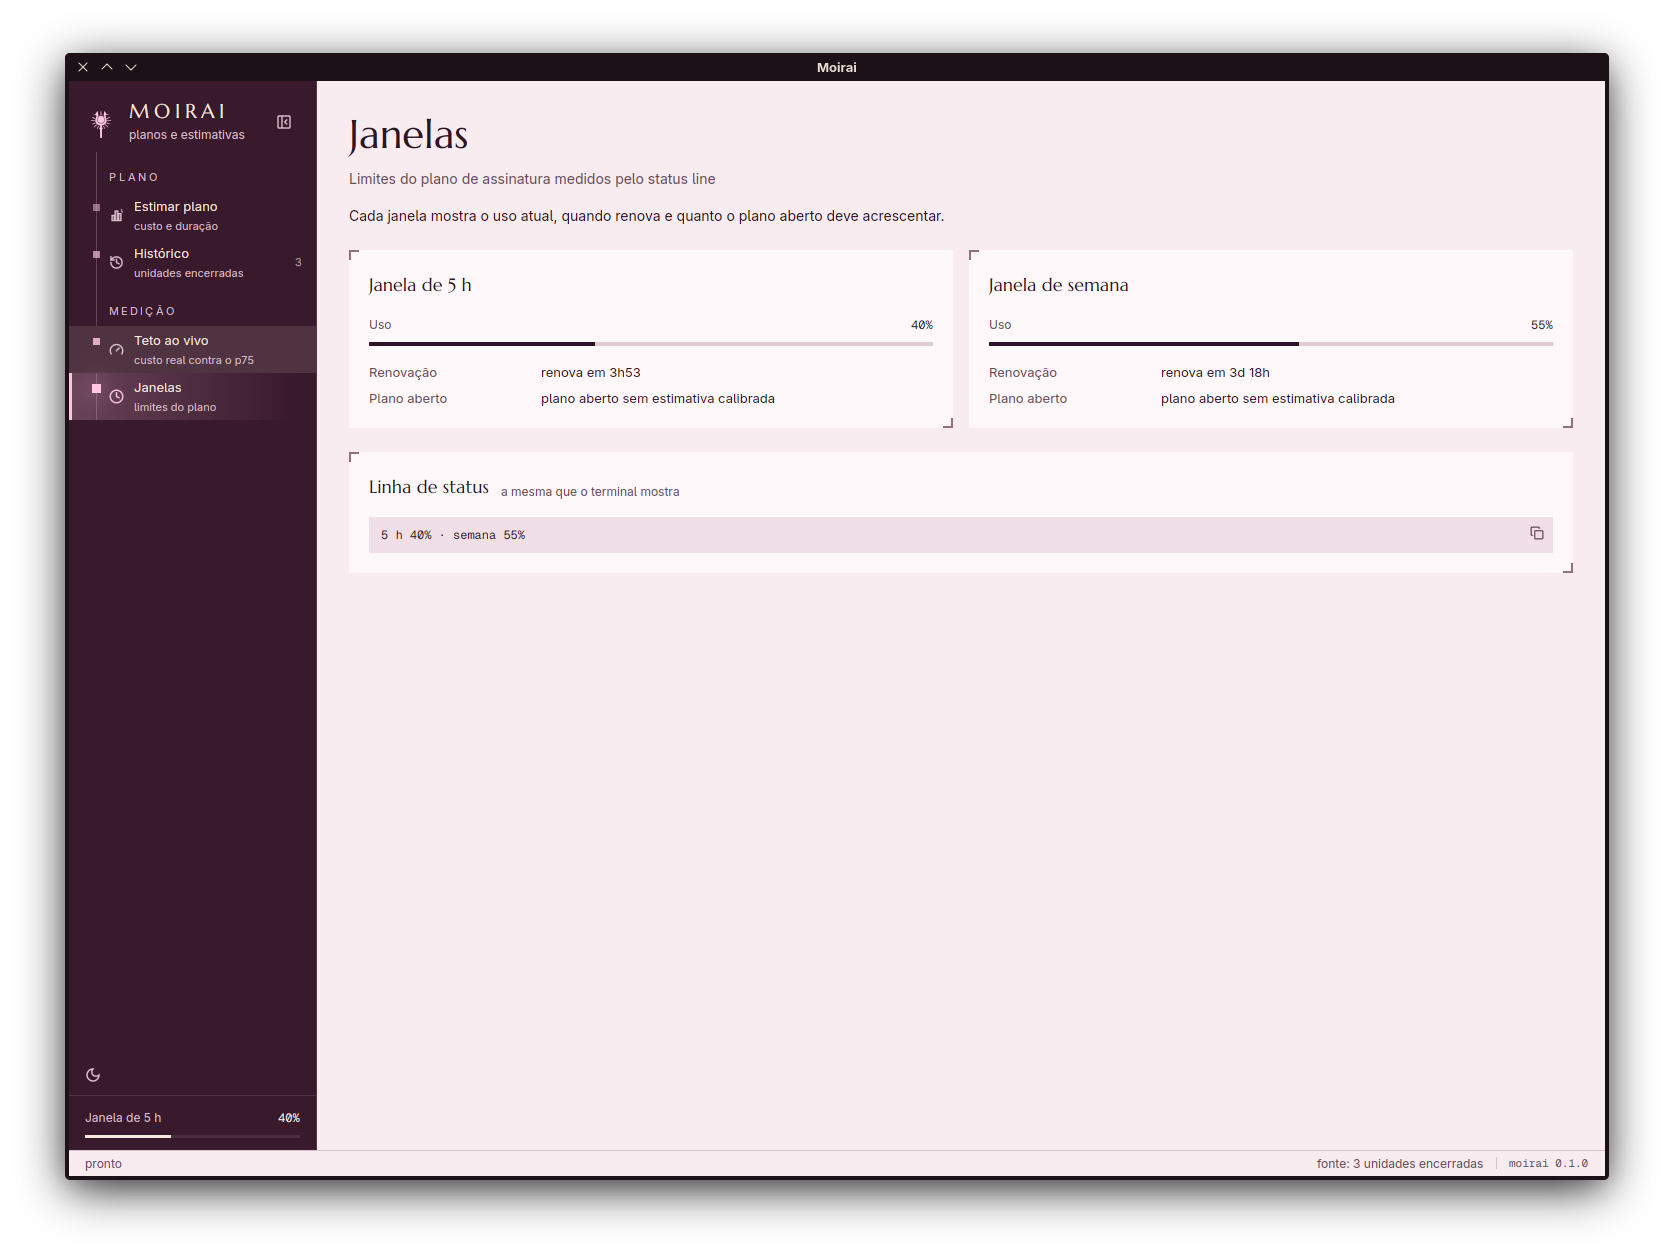 Moirai
MOIRAI
planos e estimativas
PLANO
Estimar plano
custo e duração
Histórico
unidades encerradas
3
MEDIÇÃO
Teto ao vivo
custo real contra o p75
Janelas
limites do plano
Janela de 5 h 40%
Janelas
Limites do plano de assinatura medidos pelo status line
Cada janela mostra o uso atual, quando renova e quanto o plano aberto deve acrescentar.
Janela de 5 h
Uso 40%
Renovação renova em 3h53
Plano aberto plano aberto sem estimativa calibrada
Janela de semana
Uso 55%
Renovação renova em 3d 18h
Plano aberto plano aberto sem estimativa calibrada
Linha de status a mesma que o terminal mostra
5 h 40% · semana 55%
pronto
fonte: 3 unidades encerradas
moirai 0.1.0